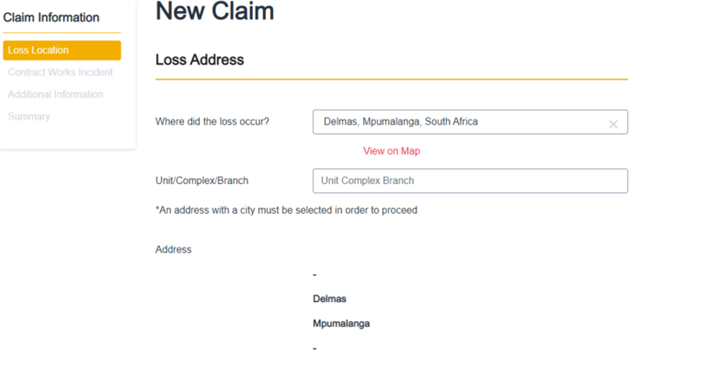 Claim Information
Loss Location
Contract Works Incident
Additional Information
Summary
New Claim
Loss Address
Where did the loss occur? Delmas, Mpumalanga, South Africa ×
View on Map
Unit/Complex/Branch Unit Complex Branch
*An address with a city must be selected in order to proceed
Address
-
Delmas
Mpumalanga
-